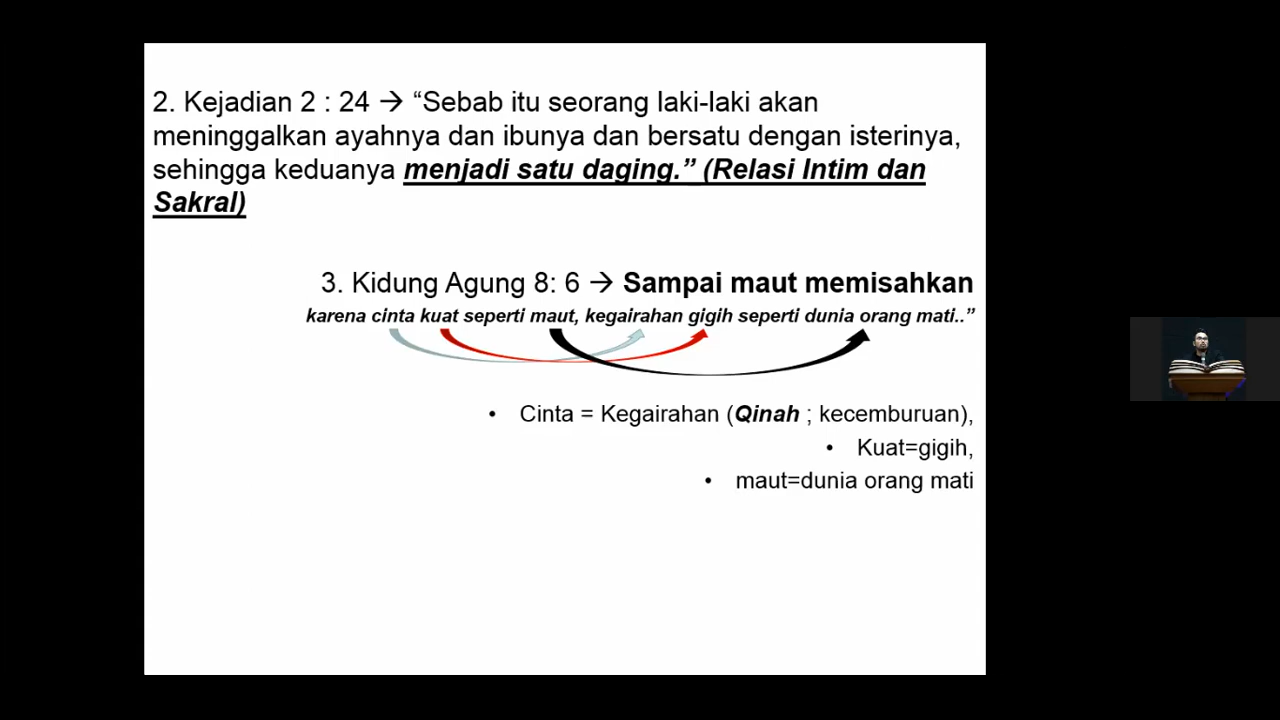 2. Kejadian 2 : 24 → “Sebab itu seorang laki-laki akan
meninggalkan ayahnya dan ibunya dan bersatu dengan isterinya,
sehingga keduanya menjadi satu daging.” (Relasi Intim dan
Sakral)
3. Kidung Agung 8: 6 → Sampai maut memisahkan
karena cinta kuat seperti maut, kegairahan gigih seperti dunia orang mati..”
• Cinta = Kegairahan (Qinah ; kecemburuan),
• Kuat=gigih,
• maut=dunia orang mati